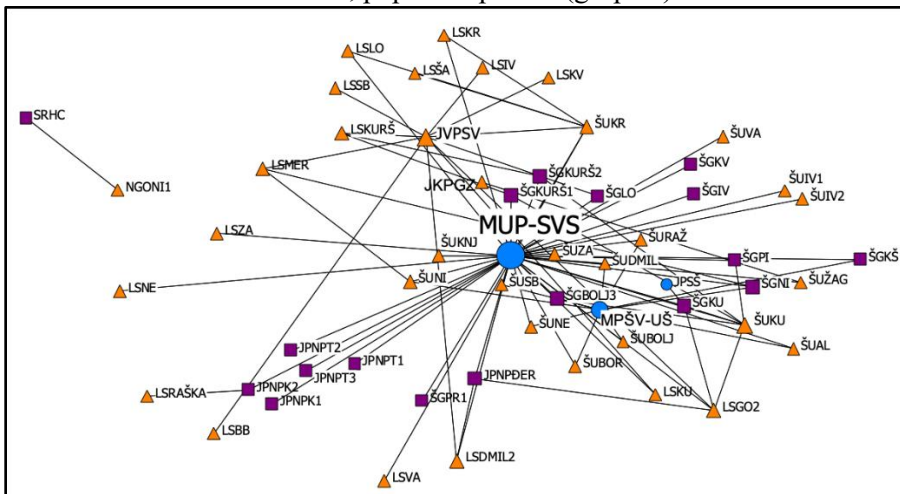 LSKR
LSLO
LSŠA
LSIV
LSKV
LSSB
SRHC
LSKURŠ
JVPSV
ŠUKR
ŠUVA
LSMER
ŠGKURŠ2
ŠGKV
NGONI1
JKPGZ
ŠGKURŠ1
ŠGLO
ŠGIV
ŠUIV1
ŠUIV2
MUP-SVS
LSZA
ŠUKNJ
ŠUZA
ŠURAŽ
ŠUDMIL
ŠGPI
ŠGKŠ
ŠUNI
ŠUSB
JPSŠ
ŠGNI
ŠUŽAG
LSNE
ŠGBOLJ3
MPŠV-UŠ
ŠGKU
ŠUNE
ŠUKU
JPNPT2
JPNPT1
ŠUBOLJ
ŠUAL
JPNPT3
ŠUBOR
JPNPĐER
LSRAŠKA
JPNPK2
JPNPK1
ŠGPR1
LSKU
LSGO2
LSBB
LSDMIL2
LSVA